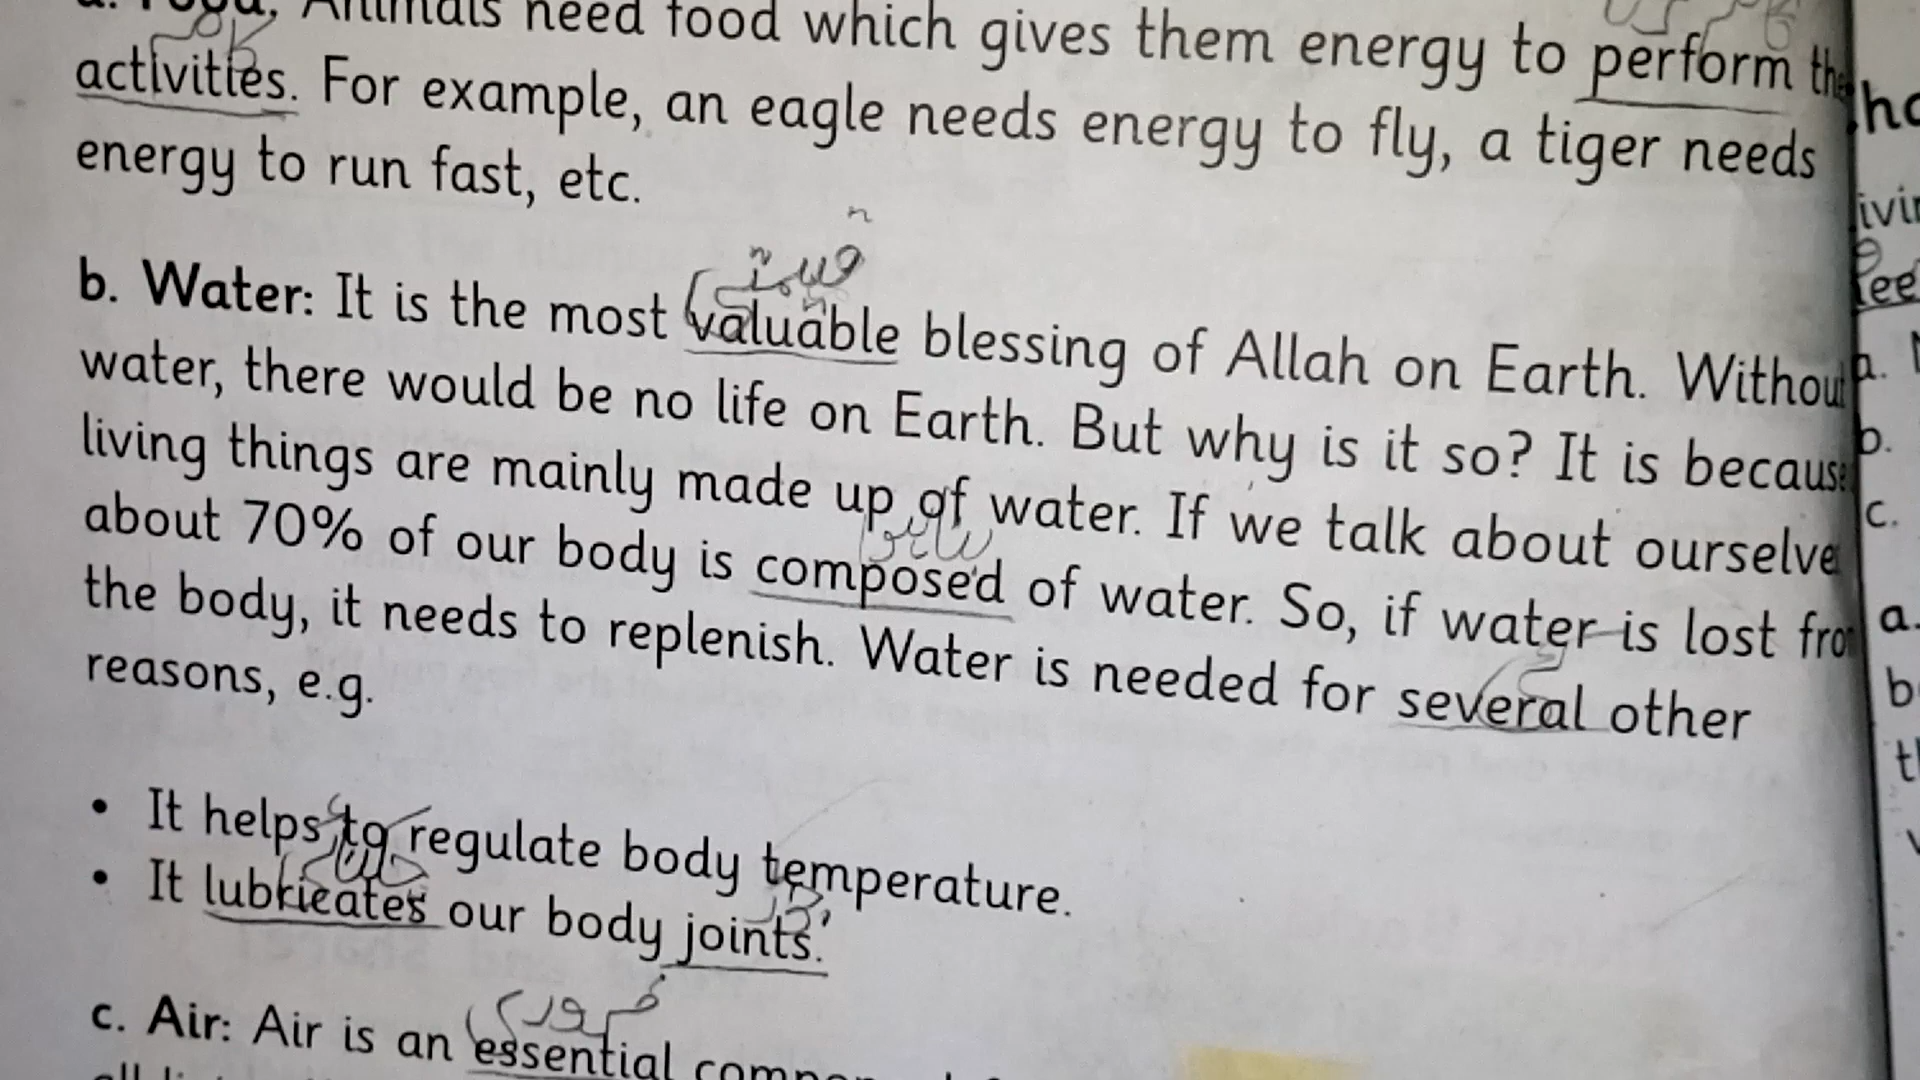 Animals need food which gives them energy to perform
activities. For example, an eagle needs energy to fly, a tiger needs
energy to run fast, etc.
قیمتی
b. Water: It is the most valuable blessing of Allah on Earth. Without
water, there would be no life on Earth. But why is it so? It is because
living things are mainly made up of water. If we talk about
about 70% of our body is composed of water. So, if water is lost
the body, it needs to replenish. Water is needed for several other
reasons, e.g.
• It helps to regulate body temperature.
• It lubricates our body joints.
ضروری
c. Air: Air is an essential